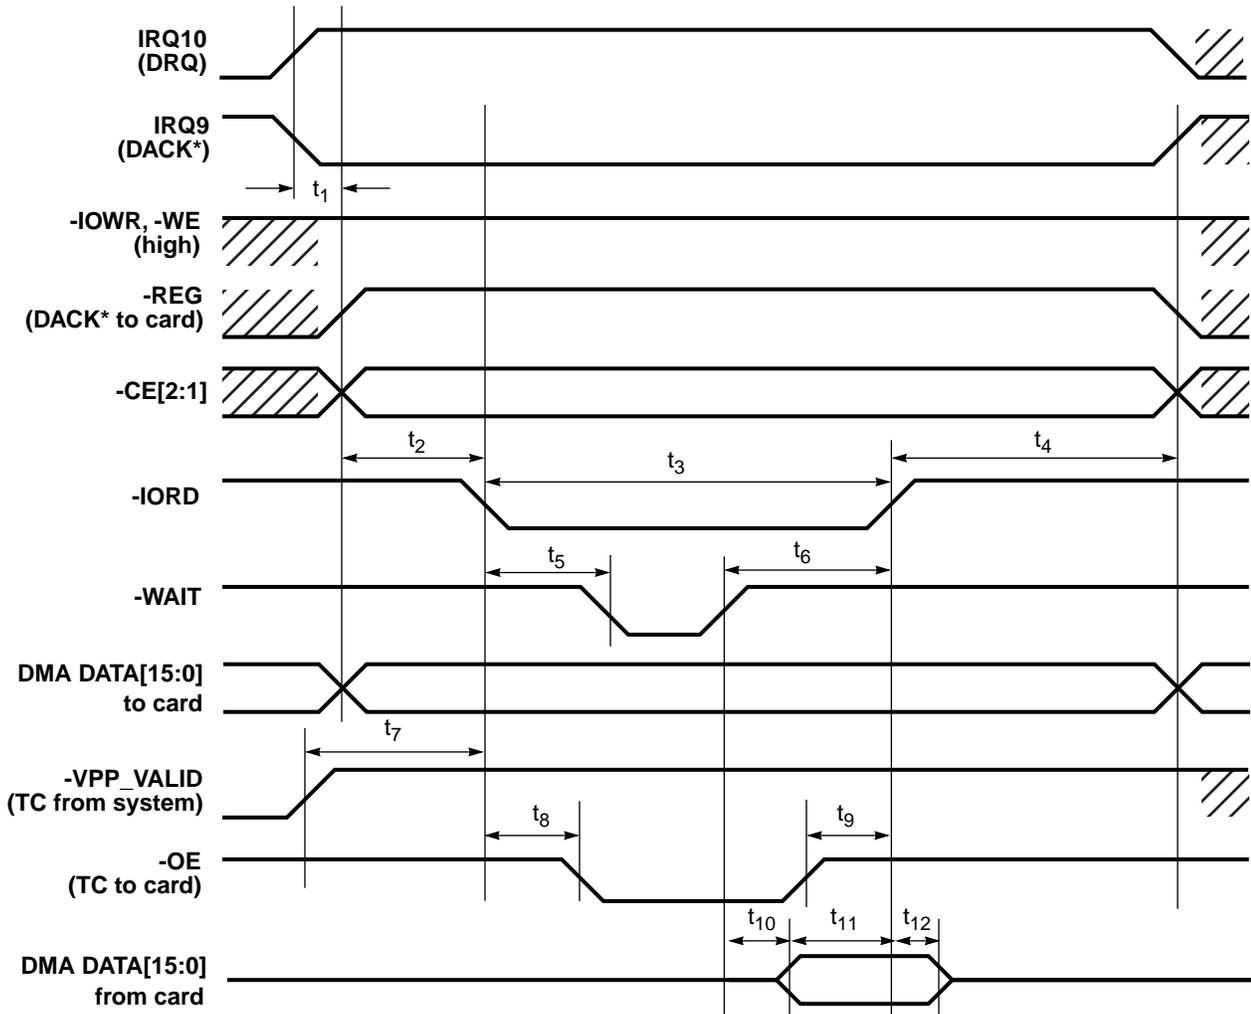 IRQ10
(DRQ)
IRQ9
(DACK*)
t1
-IOWR, -WE
(high)
-REG
(DACK* to card)
-CE[2:1]
t2
t4
t3
-IORD
t5
t6
-WAIT
DMA DATA[15:0]
to card
t7
-VPP_VALID
(TC from system)
t8
t9
-OE
(TC to card)
t10
t11
t12
DMA DATA[15:0]
from card